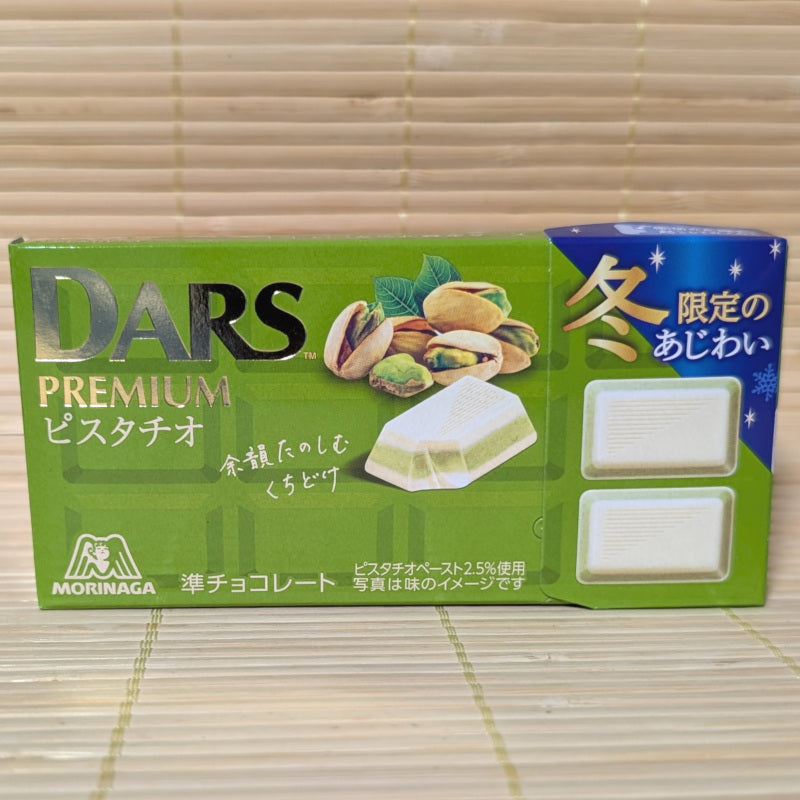 DARS™
PREMIUM
ピスタチオ
余韻たのしむ
くちどけ
冬
限定の
あじわい
MORINAGA
準チョコレート
ピスタチオペースト2.5%使用
写真は味のイメージです